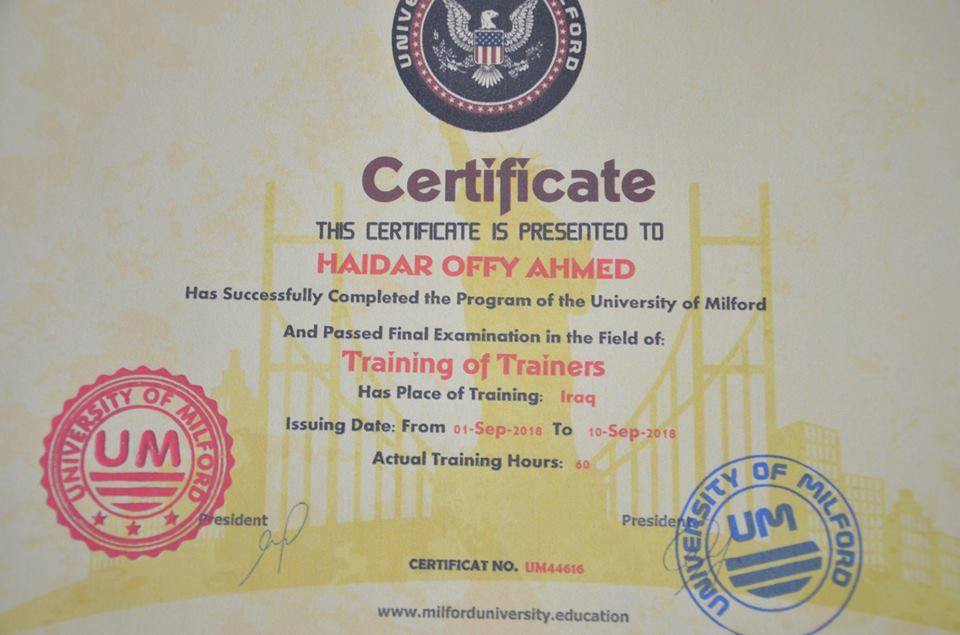 UNIVE MILFORD
Certificate
THIS CERTIFICATE IS PRESENTED TO
HAIDAR OFFY AHMED
Has Successfully Completed the Program of the University of Milford
And Passed Final Examination in the Field of:
Training of Trainers
Has Place of Training: Iraq
Issuing Date: From 01-Sep-2018 To 10-Sep-2018
Actual Training Hours: 60
UNIVERSITY OF MILFORD
UM
President
President
UNIVERSITY OF MILFORD
UM
CERTIFICAT NO. UM44616
www.milforduniversity.education